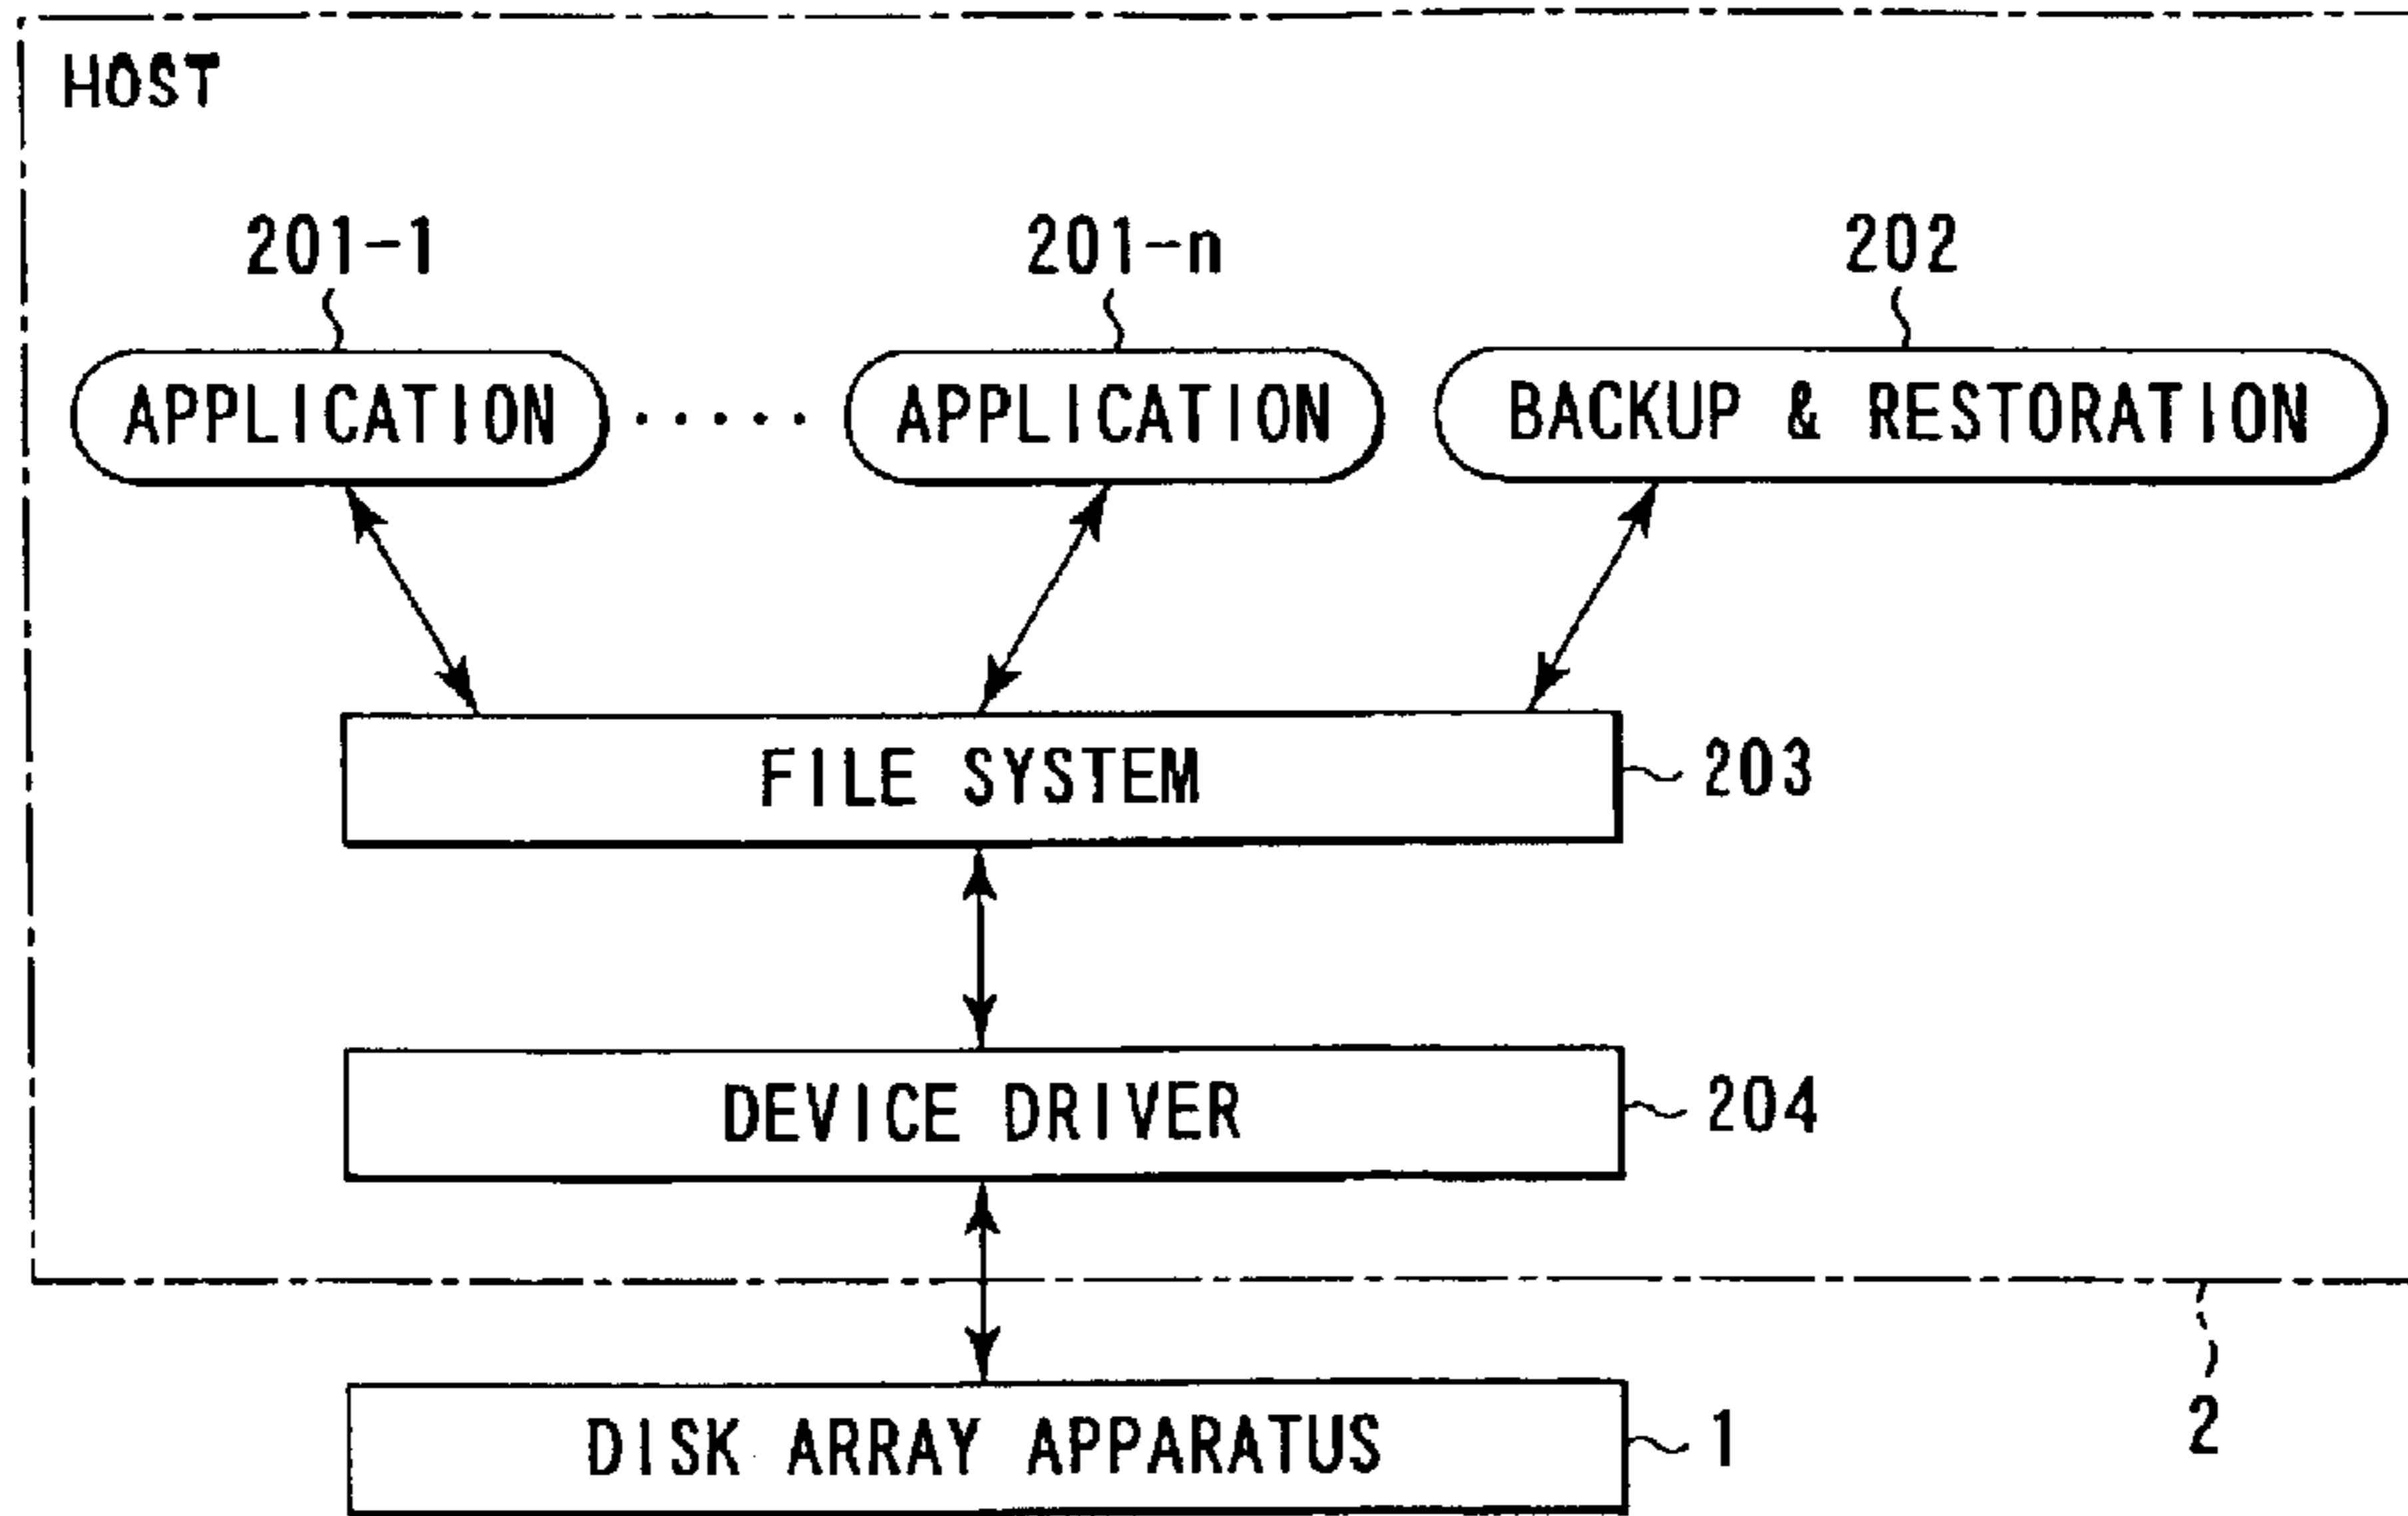 HOST
201-1 201-n 202
APPLICATION ..... APPLICATION BACKUP & RESTORATION
FILE SYSTEM 203
DEVICE DRIVER 204
DISK ARRAY APPARATUS 1
2